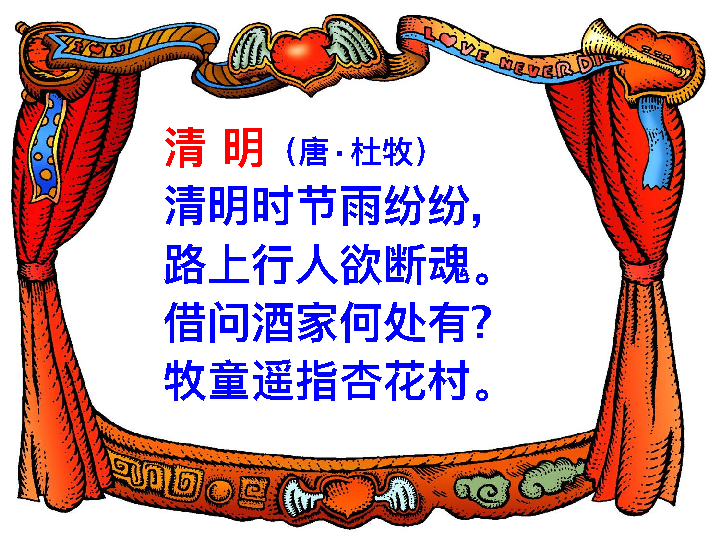 I ♥ U
LOVE NEVER D
清 明（唐·杜牧）
清明时节雨纷纷,
路上行人欲断魂。
借问酒家何处有?
牧童遥指杏花村。